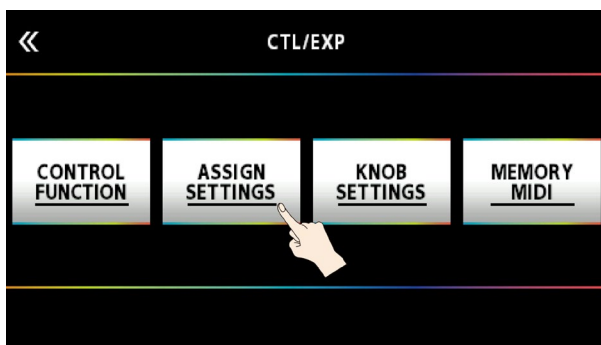 CTL/EXP
CONTROL
FUNCTION
ASSIGN
SETTINGS
KNOB
SETTINGS
MEMORY
MIDI